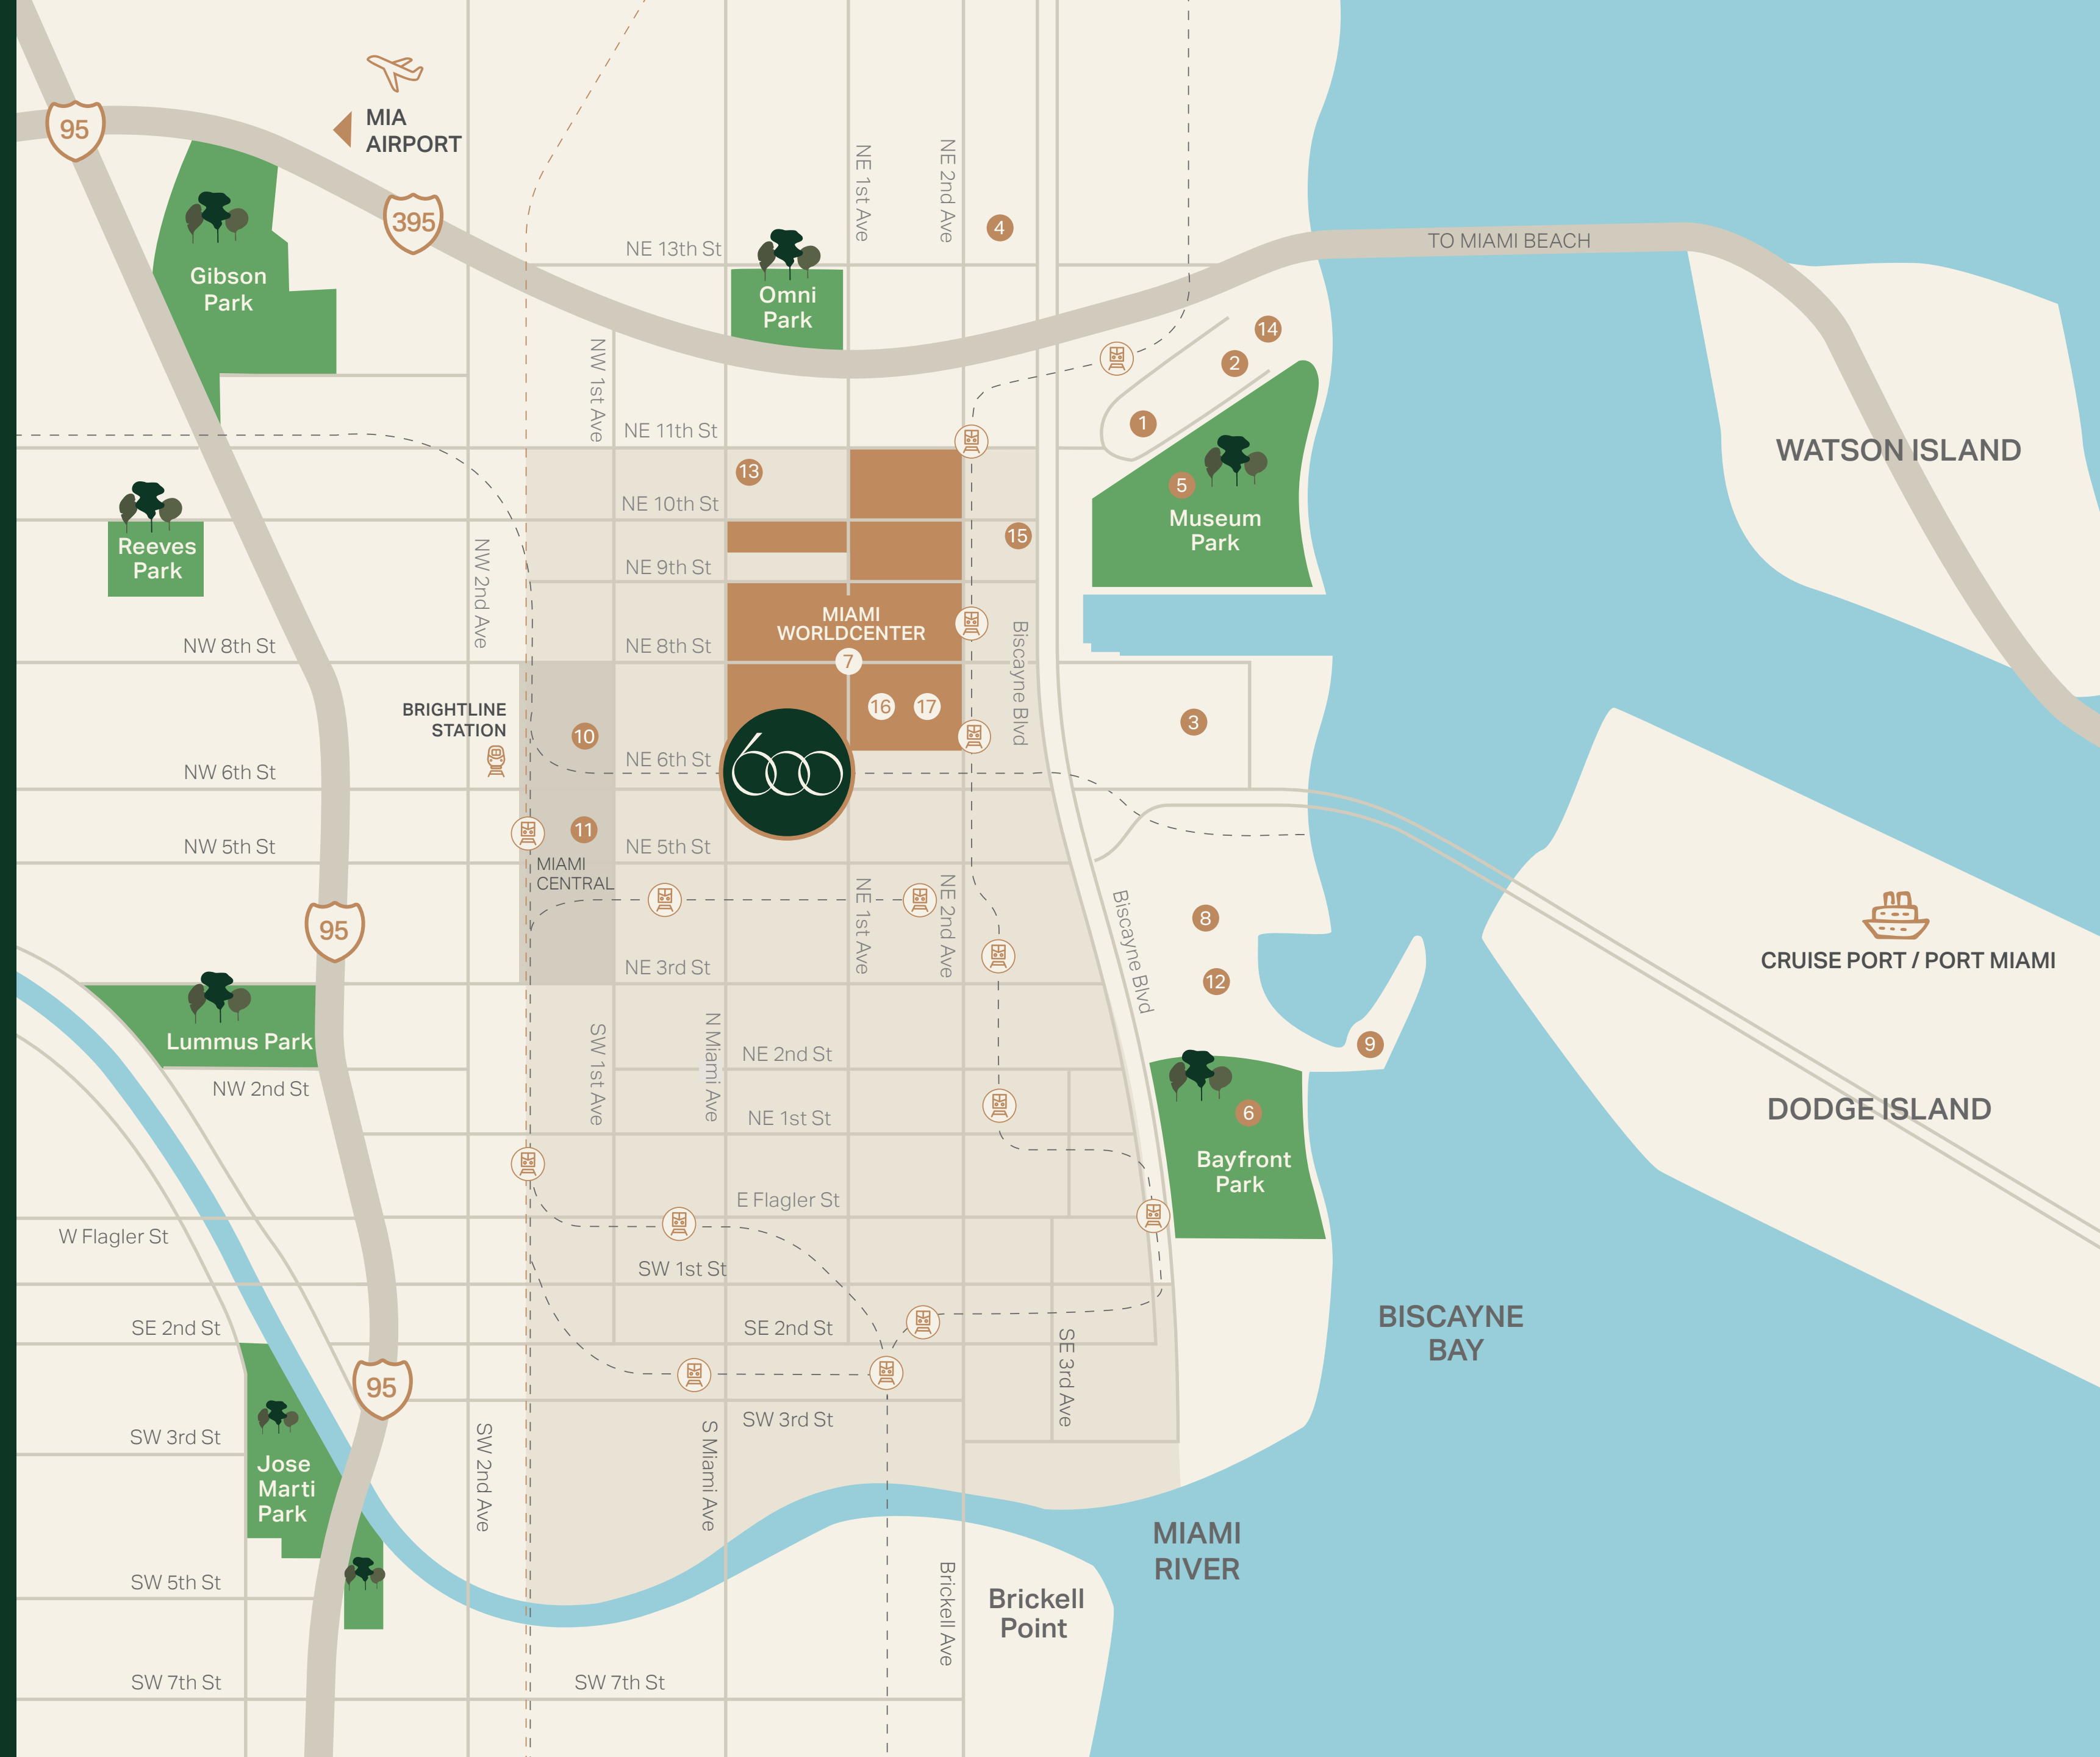 95
MIA
AIRPORT
395
NE 1st Ave
NE 2nd Ave
4
NE 13th St
TO MIAMI BEACH
Gibson
Park
Omni
Park
14
2
1
NW 1st Ave
NE 11th St
WATSON ISLAND
13
5
NE 10th St
Museum
Park
15
Reeves
Park
NW 2nd Ave
NE 9th St
MIAMI
WORLDCENTER
NW 8th St
NE 8th St
7
Biscayne Blvd
BRIGHTLINE
STATION
16
17
3
10
NW 6th St
NE 6th St
600
11
NW 5th St
NE 5th St
MIAMI
CENTRAL
NE 1st Ave
NE 2nd Ave
Biscayne Blvd
8
95
CRUISE PORT / PORT MIAMI
NE 3rd St
12
Lummus Park
9
SW 1st Ave
N Miami Ave
NE 2nd St
NW 2nd St
NE 1st St
6
DODGE ISLAND
Bayfront
Park
E Flagler St
W Flagler St
SW 1st St
SE 2nd St
SE 2nd St
SE 3rd Ave
BISCAYNE
BAY
95
SW 3rd St
SW 3rd St
SW 2nd Ave
S Miami Ave
Jose
Marti
Park
MIAMI
RIVER
SW 5th St
Brickell Ave
Brickell
Point
SW 7th St
SW 7th St